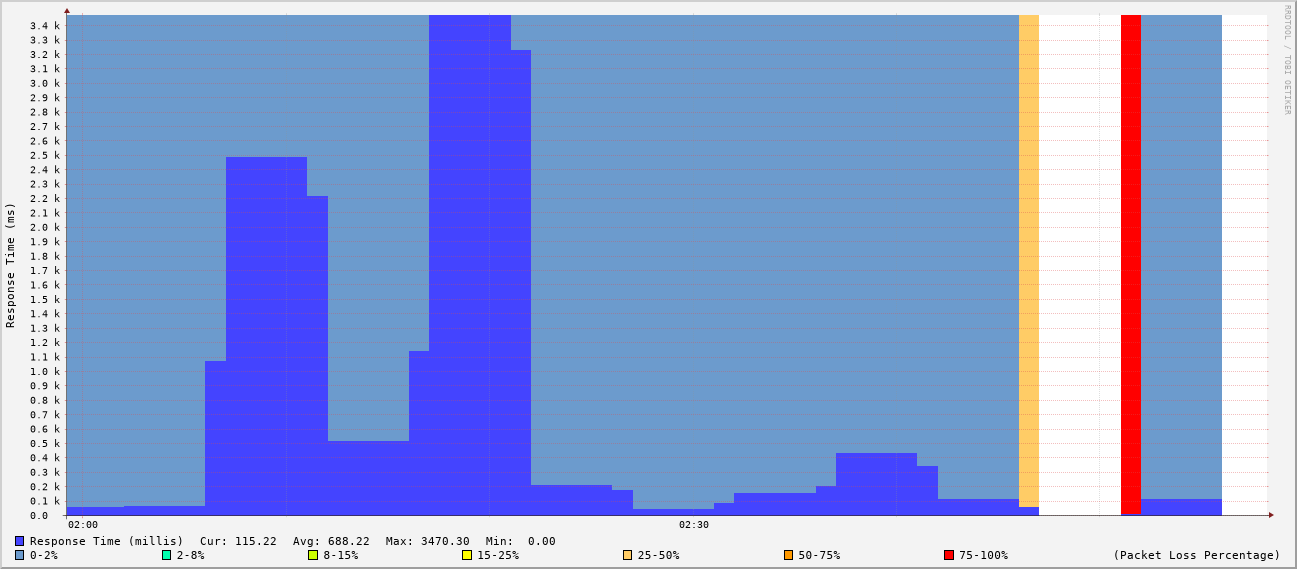 RRDTOOL / TOBI OETIKER
Response Time (ms)
3.4 k
3.3 k
3.2 k
3.1 k
3.0 k
2.9 k
2.8 k
2.7 k
2.6 k
2.5 k
2.4 k
2.3 k
2.2 k
2.1 k
2.0 k
1.9 k
1.8 k
1.7 k
1.6 k
1.5 k
1.4 k
1.3 k
1.2 k
1.1 k
1.0 k
0.9 k
0.8 k
0.7 k
0.6 k
0.5 k
0.4 k
0.3 k
0.2 k
0.1 k
0.0
02:00 02:30
Response Time (millis) Cur: 115.22 Avg: 688.22 Max: 3470.30 Min: 0.00
0-2% 2-8% 8-15% 15-25% 25-50% 50-75% 75-100% (Packet Loss Percentage)